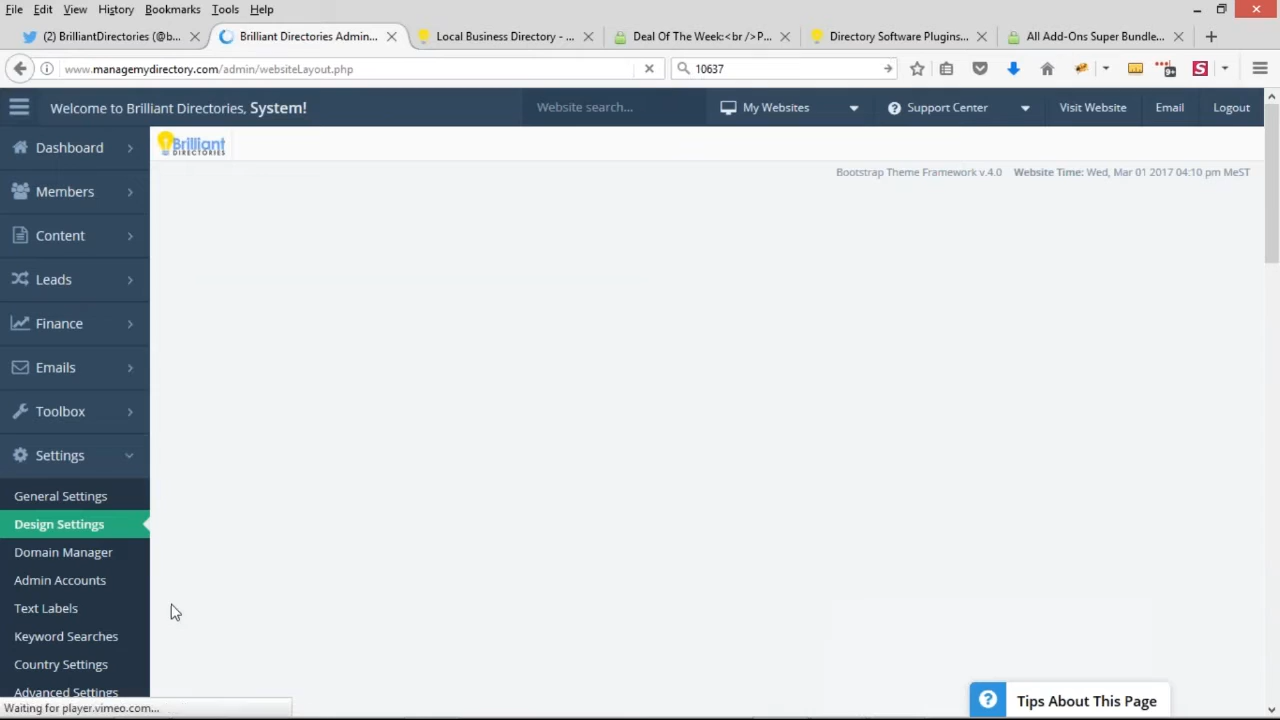 File Edit View History Bookmarks Tools Help
(2) BrilliantDirectories (@b...
Brilliant Directories Admin...
Local Business Directory - ...
Deal Of The Week:<br />P...
Directory Software Plugins...
All Add-Ons Super Bundle...
www.managemydirectory.com/admin/websiteLayout.php
10637
Welcome to Brilliant Directories, System!
Website search...
My Websites
Support Center
Visit Website
Email
Logout
Brilliant
DIRECTORIES
Bootstrap Theme Framework v.4.0 Website Time: Wed, Mar 01 2017 04:10 pm MeST
Dashboard
Members
Content
Leads
Finance
Emails
Toolbox
Settings
General Settings
Design Settings
Domain Manager
Admin Accounts
Text Labels
Keyword Searches
Country Settings
Advanced Settings
Waiting for player.vimeo.com...
? Tips About This Page